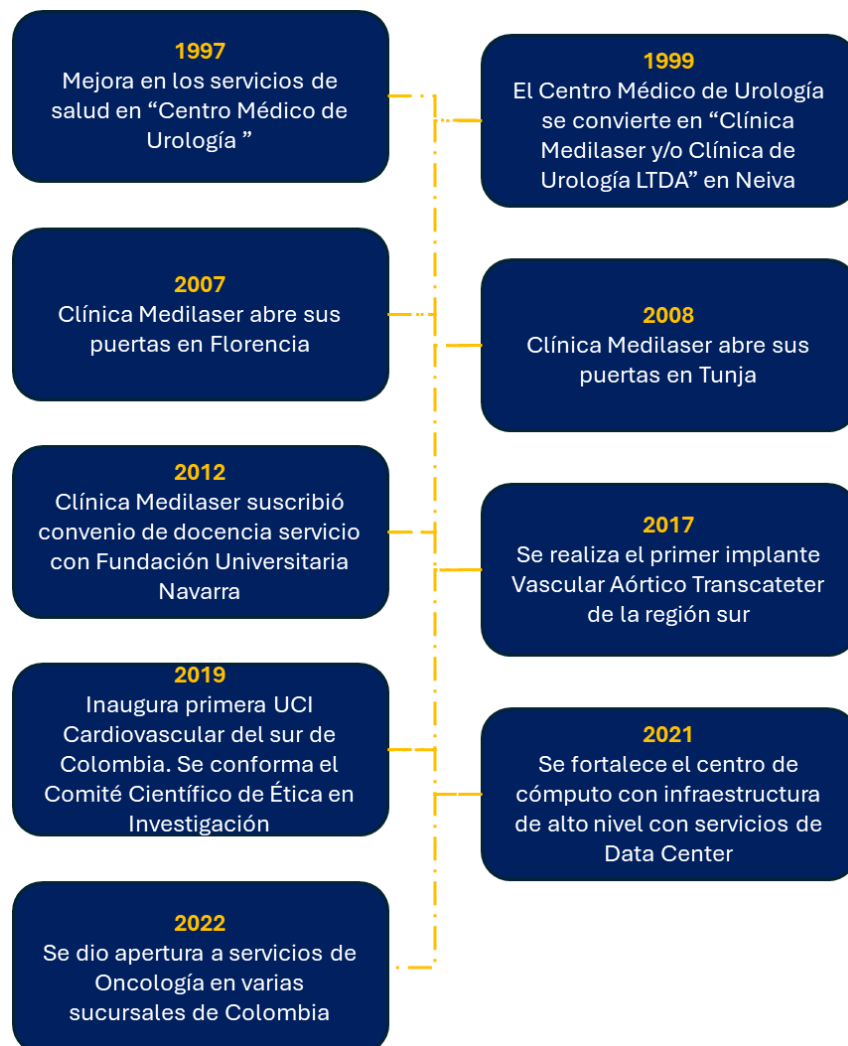 1997
Mejora en los servicios de
salud en “Centro Médico de
Urología ”
1999
El Centro Médico de Urología
se convierte en “Clínica
Medilaser y/o Clínica de
Urología LTDA” en Neiva
2007
Clínica Medilaser abre sus
puertas en Florencia
2008
Clínica Medilaser abre sus
puertas en Tunja
2012
Clínica Medilaser suscribió
convenio de docencia servicio
con Fundación Universitaria
Navarra
2017
Se realiza el primer implante
Vascular Aórtico Transcateter
de la región sur
2019
Inaugura primera UCI
Cardiovascular del sur de
Colombia. Se conforma el
Comité Científico de Ética en
Investigación
2021
Se fortalece el centro de
cómputo con infraestructura
de alto nivel con servicios de
Data Center
2022
Se dio apertura a servicios de
Oncología en varias
sucursales de Colombia